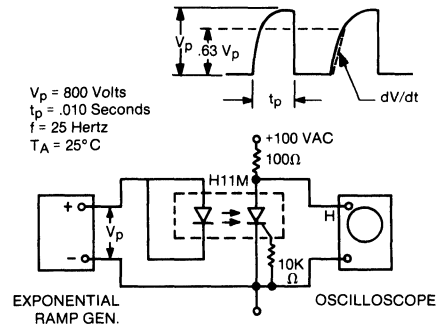 Vp
.63 Vp
tp
dV/dt
Vp = 800 Volts
tp = .010 Seconds
f = 25 Hertz
TA = 25°C
+100 VAC
100Ω
H11M
+
Vp
−
H
10K
Ω
EXPONENTIAL
RAMP GEN.
OSCILLOSCOPE